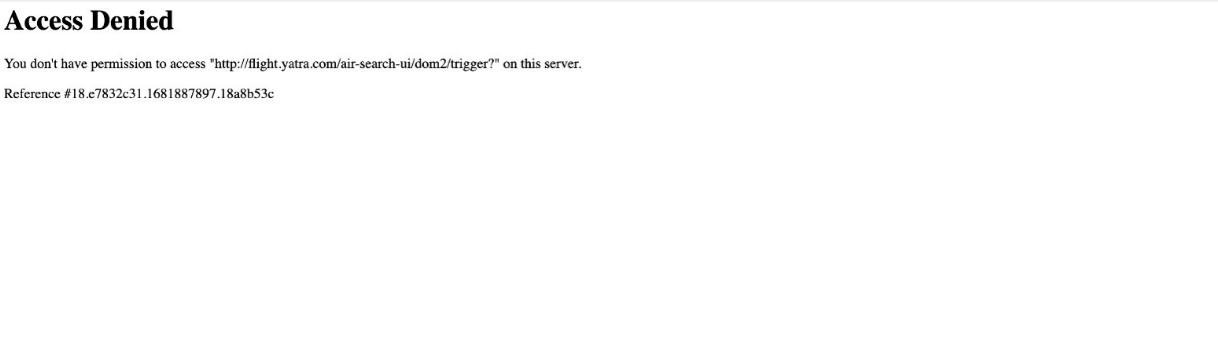 Access Denied
You don't have permission to access "http://flight.yatra.com/air-search-ui/dom2/trigger?" on this server.
Reference #18.e7832c31.1681887897.18a8b53c